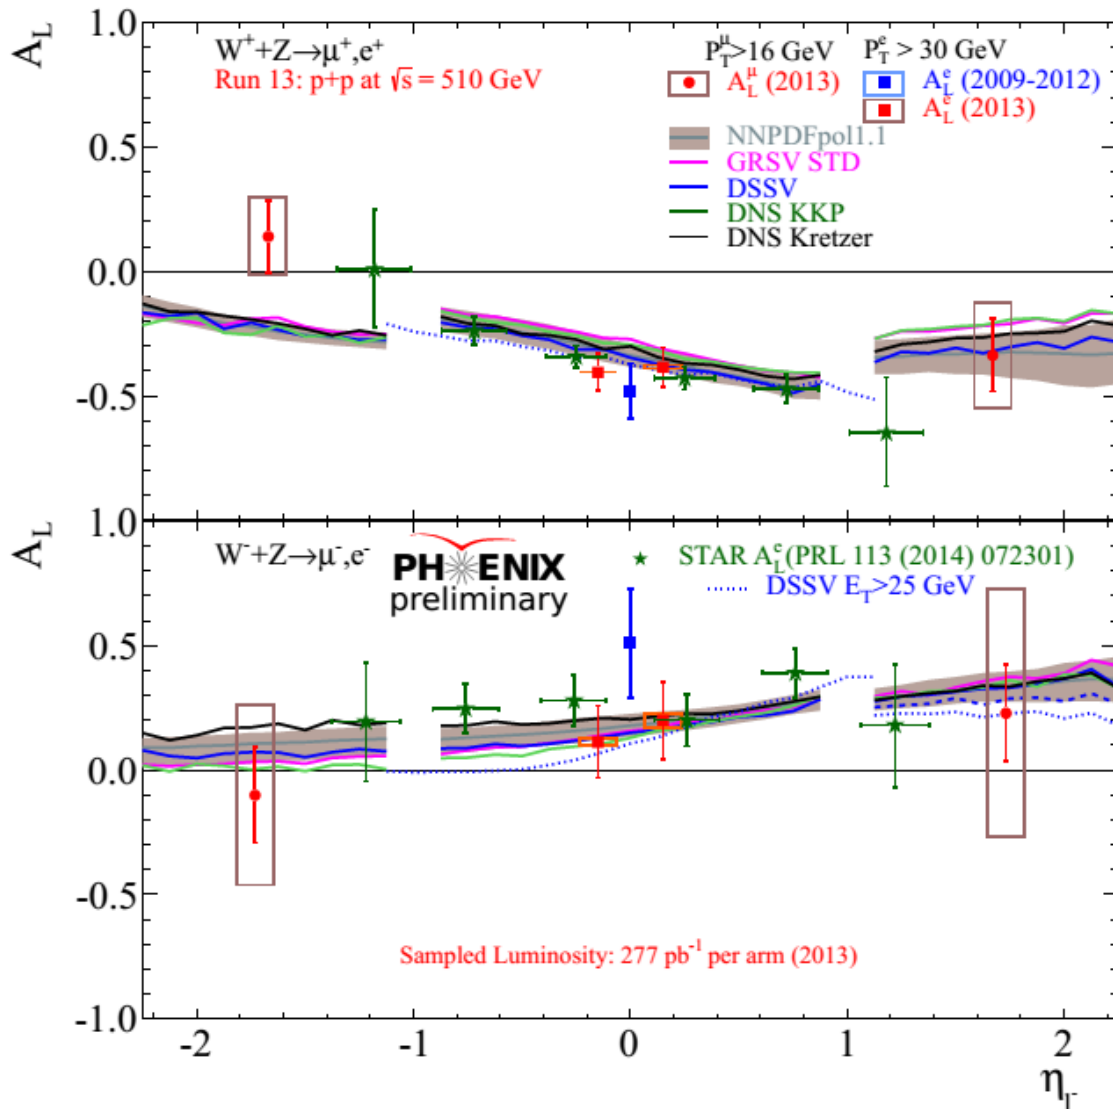 A_L
1.0
0.5
0.0
-0.5
W⁺+Z→μ⁺,e⁺
Run 13: p+p at √s = 510 GeV
P_T^μ>16 GeV P_T^e > 30 GeV
A_L^μ (2013) A_L^e (2009-2012)
A_L^e (2013)
NNPDFpol1.1
GRSV STD
DSSV
DNS KKP
DNS Kretzer
A_L
1.0
0.5
0.0
-0.5
-1.0
W⁻+Z→μ⁻,e⁻
PHENIX
preliminary
STAR A_L^e(PRL 113 (2014) 072301)
DSSV E_T>25 GeV
Sampled Luminosity: 277 pb⁻¹ per arm (2013)
-2 -1 0 1 2